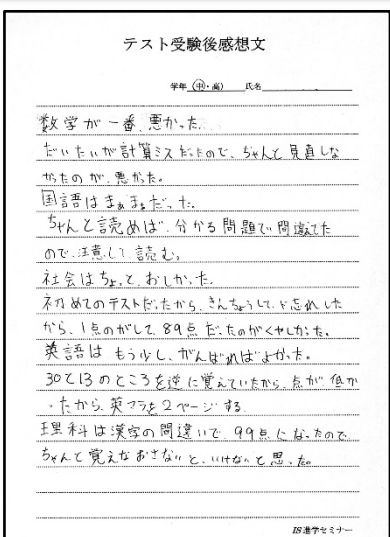 テスト受験後感想文
学年 (中・高) 氏名
数学が一番、悪かった。
だいたいが計算ミスだったので、ちゃんと見直しな
かったのが、悪かった。
国語はまぁまぁだった。
ちゃんと読めば、分かる問題で間違えてた
ので、注意して読む。
社会はちょっと、おしかった。
初めてのテストだったから、きんちょうして、ド忘れした
から、1点のがして、89点だったのがくやしかった。
英語は もう少し、がんばればよかった。
30と13のところを逆に覚えていたから、点が、低か
ったから、英フラを2ページする。
理科は漢字の間違いで、99点になったので
ちゃんと覚えなおさないと、いけないと思った。
IS進学セミナー